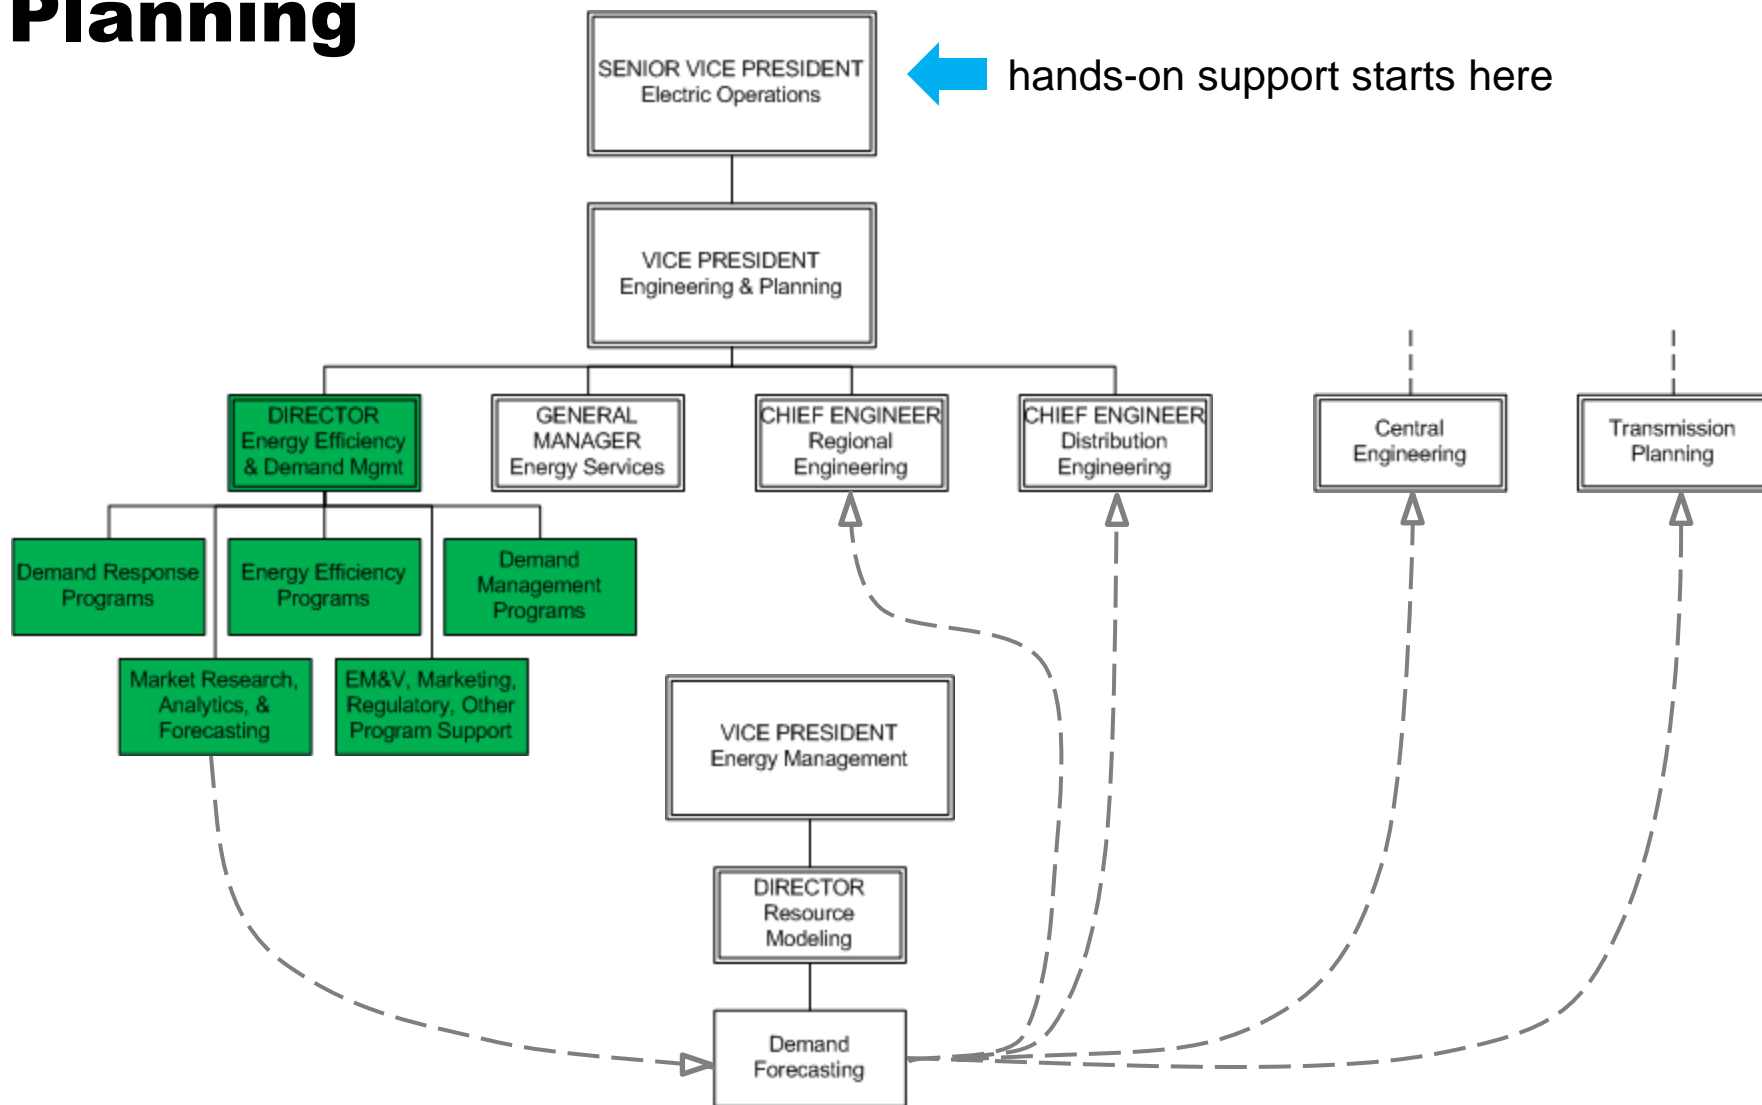 Planning
SENIOR VICE PRESIDENT
Electric Operations
hands-on support starts here
VICE PRESIDENT
Engineering & Planning
DIRECTOR
Energy Efficiency
& Demand Mgmt
GENERAL
MANAGER
Energy Services
CHIEF ENGINEER
Regional
Engineering
CHIEF ENGINEER
Distribution
Engineering
Central
Engineering
Transmission
Planning
Demand Response
Programs
Energy Efficiency
Programs
Demand
Management
Programs
Market Research,
Analytics, &
Forecasting
EM&V, Marketing,
Regulatory, Other
Program Support
VICE PRESIDENT
Energy Management
DIRECTOR
Resource
Modeling
Demand
Forecasting